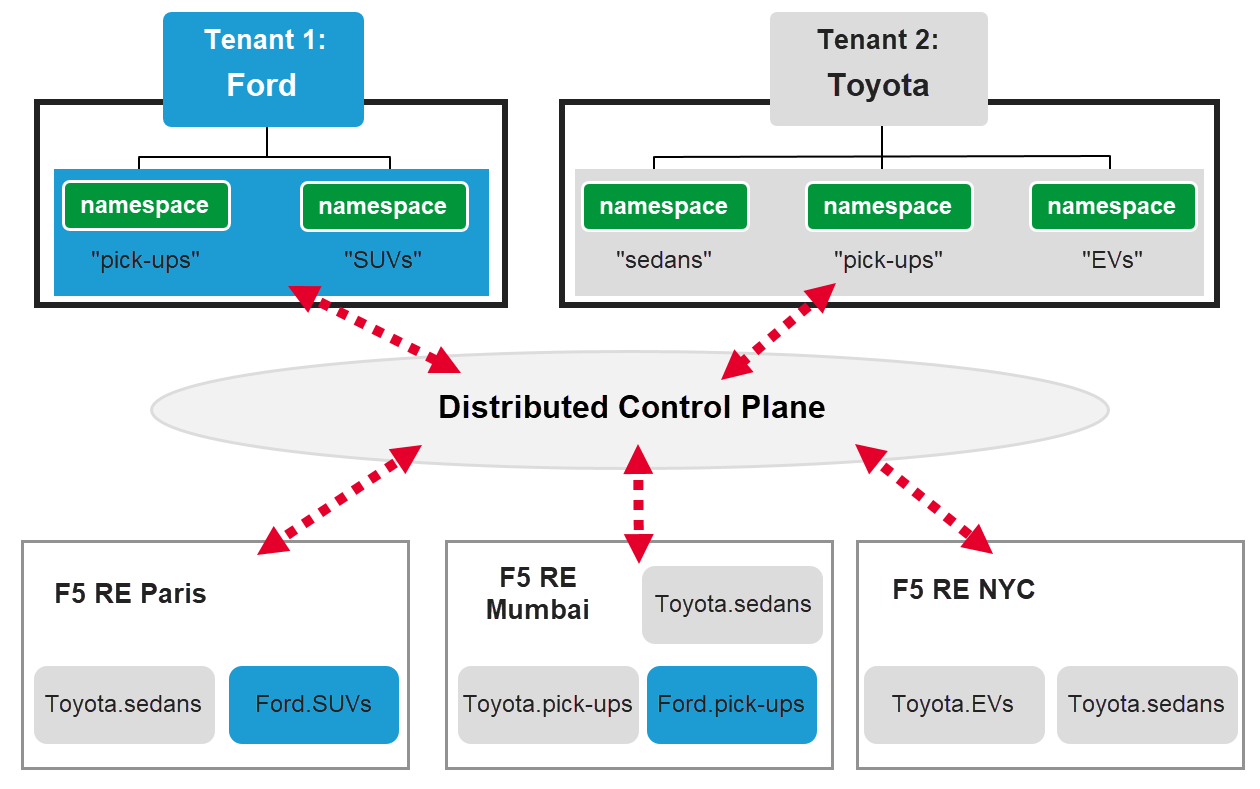 Tenant 1:
Ford
Tenant 2:
Toyota
namespace
"pick-ups"
namespace
"SUVs"
namespace
"sedans"
namespace
"pick-ups"
namespace
"EVs"
Distributed Control Plane
F5 RE Paris
Toyota.sedans
Ford.SUVs
F5 RE
Mumbai
Toyota.sedans
Toyota.pick-ups
Ford.pick-ups
F5 RE NYC
Toyota.EVs
Toyota.sedans